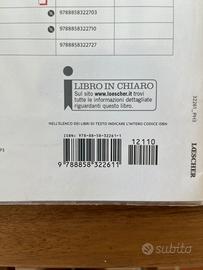 9788858322703
9788858322710
9788858322727
LIBRO IN CHIARO
Sul sito www.loescher.it trovi
tutte le informazioni dettagliate
riguardanti questo libro.
ISBN: 978-88-58-32261-1
12110
9 788858 322611
NELL'ELENCO DEI LIBRI DI TESTO INDICARE L'INTERO CODICE ISBN
LŒSCHER
subito